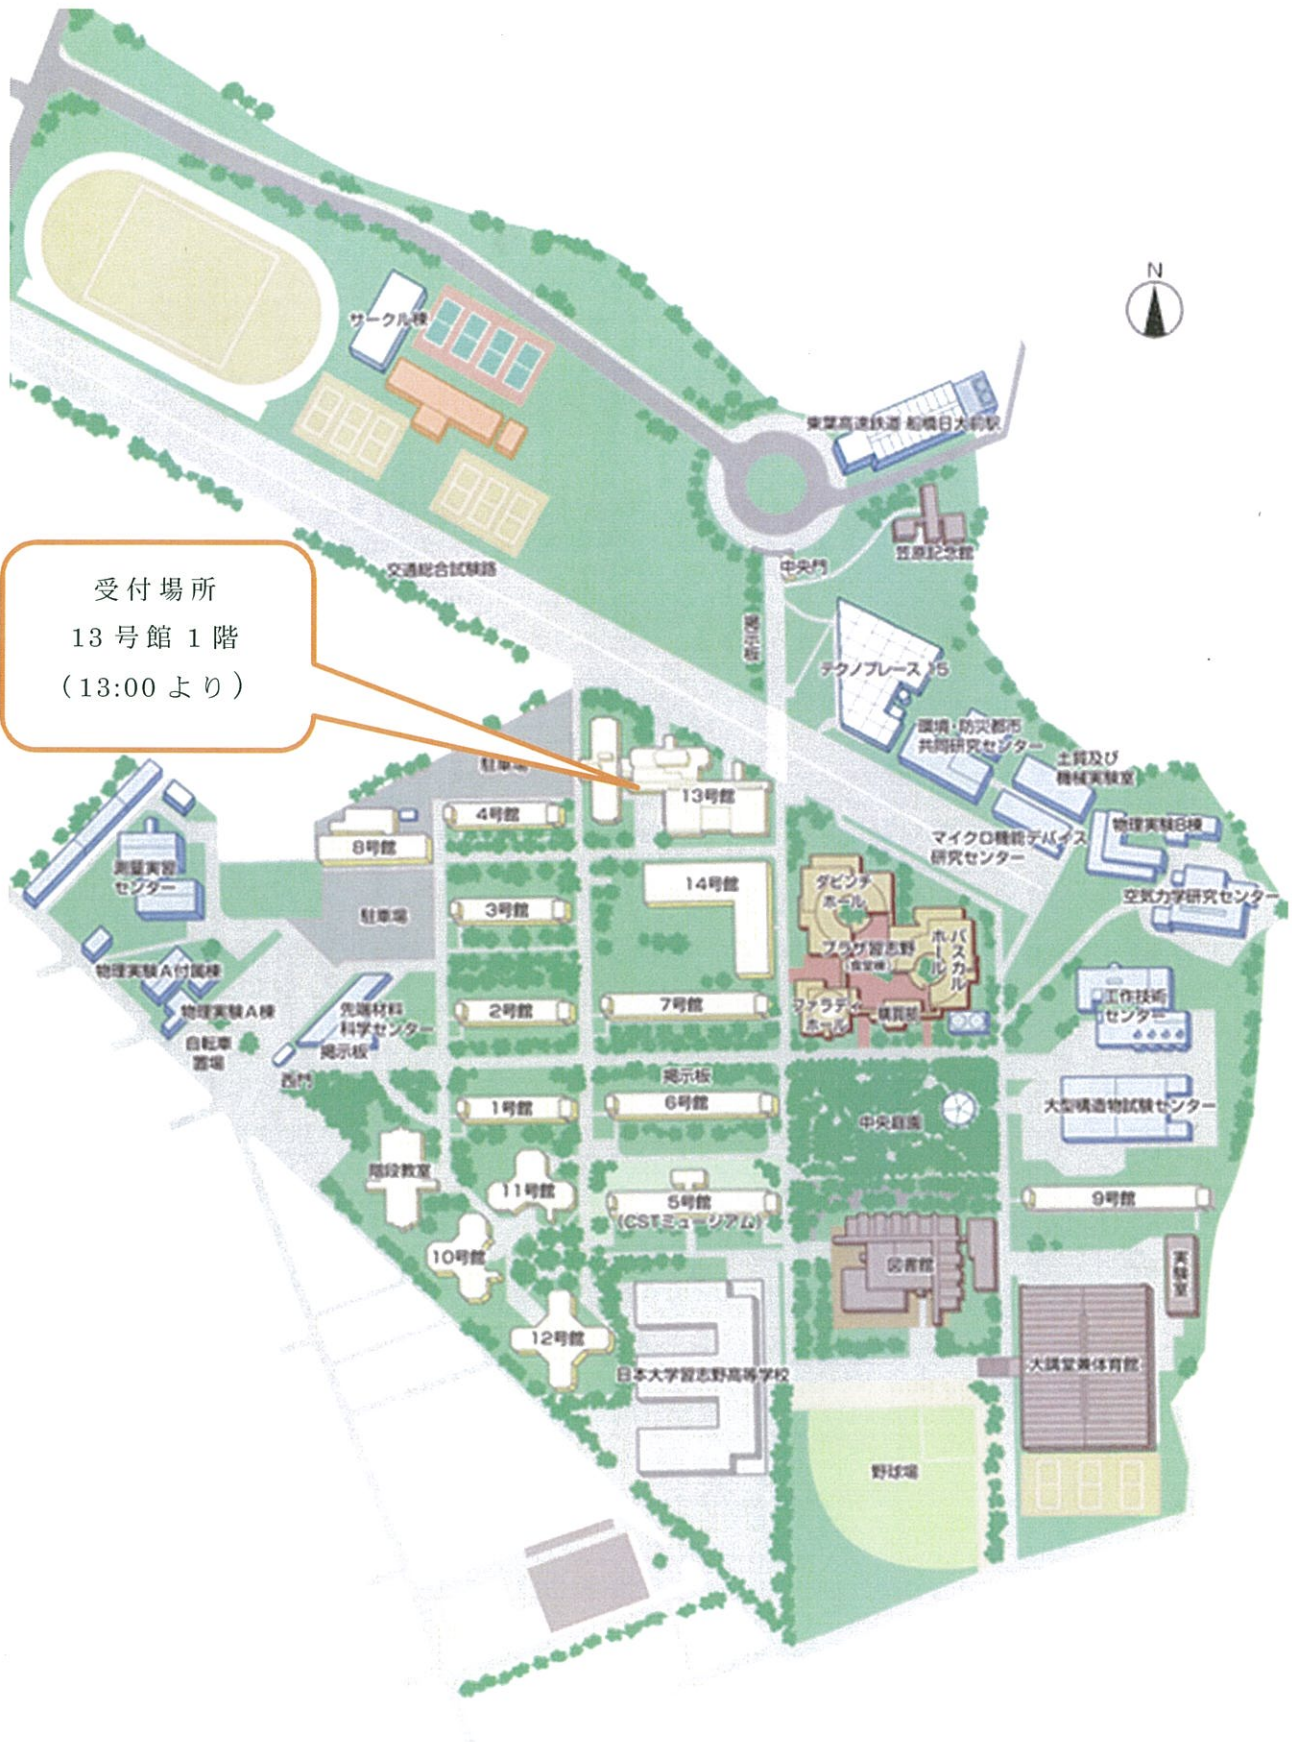 N
サークル棟
東葉高速鉄道 船橋日大前駅
笠原記念館
中央門
交通総合試験路
掲示板
受付場所
13 号館 1 階
（13:00 より）
テクノプレース 15
環境・防災都市
共同研究センター
土質及び
機械実験室
駐車場
13号館
4号館
8号館
マイクロ機能デバイス
研究センター
物理実験B棟
測量実習
センター
14号館
ダビンチ
ホール
空気力学研究センター
駐車場
3号館
プラザ習志野
(食堂棟)
パスカル
ホール
物理実験A付属棟
物理実験A棟
先端材料
科学センター
2号館
7号館
ファラディ
ホール
購買部
工作技術
センター
自転車
置場
掲示板
西門
掲示板
1号館
6号館
中央庭園
大型構造物試験センター
階段教室
11号館
5号館
(CSTミュージアム)
9号館
10号館
図書館
実験室
12号館
日本大学習志野高等学校
大講堂兼体育館
野球場